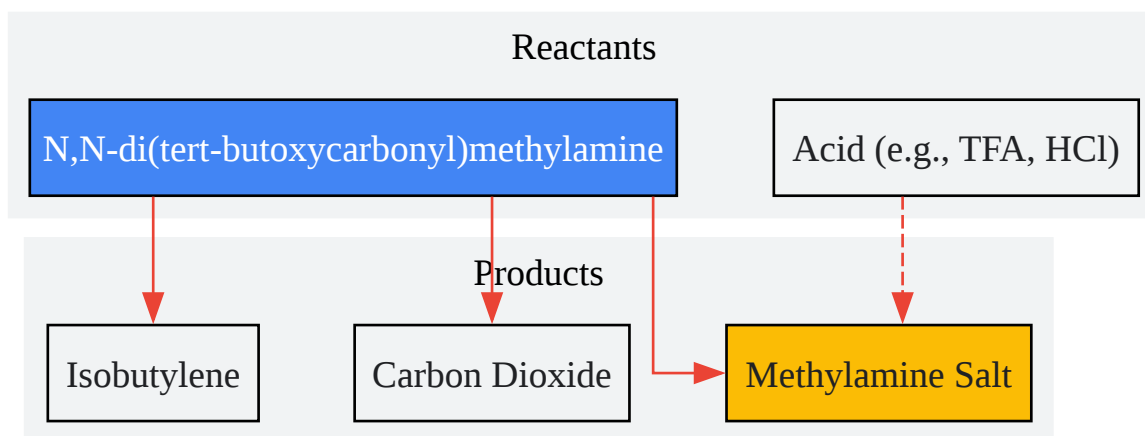 Reactants
N,N-di(tert-butoxycarbonyl)methylamine
Acid (e.g., TFA, HCl)
Products
Isobutylene
Carbon Dioxide
Methylamine Salt